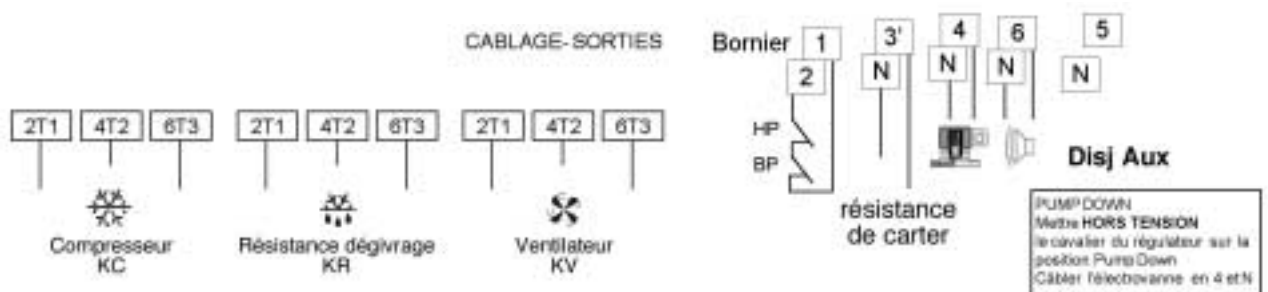 CABLAGE-SORTIES
2T1 4T2 6T3
Compresseur
KC
2T1 4T2 6T3
Résistance dégivrage
KR
2T1 4T2 6T3
Ventilateur
KV
Bornier 1 3' 4 6 5
2 N N N N
HP
BP
résistance
de carter
Disj Aux
PUMP DOWN
Mettre HORS TENSION
le cavalier du régulateur sur la
position Pump Down
Câbler l'électrovanne en 4 et N